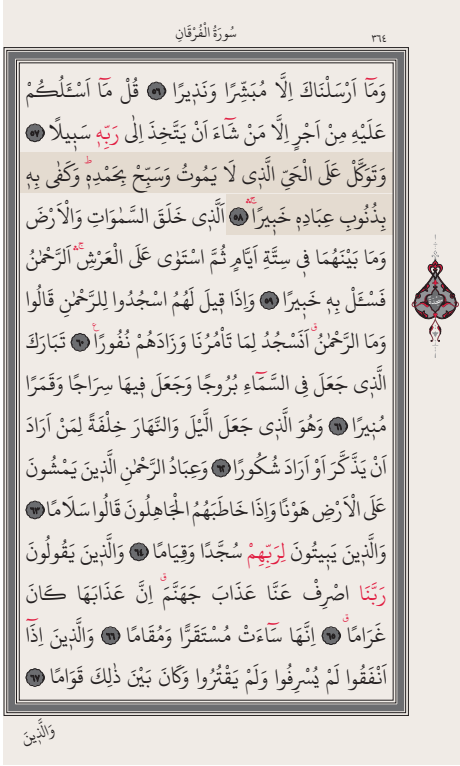 سُورَةُ الْفُرْقَانِ
٣٦٤
وَمَٓا اَرْسَلْنَاكَ اِلَّا مُبَشِّرًا وَنَذ۪يرًا ﴿٥٦﴾ قُلْ مَٓا اَسْـَٔلُكُمْ
عَلَيْهِ مِنْ اَجْرٍ اِلَّا مَنْ شَٓاءَ اَنْ يَتَّخِذَ اِلٰى رَبِّه۪ سَب۪يلًا ﴿٥٧﴾
وَتَوَكَّلْ عَلَى الْحَيِّ الَّذ۪ي لَا يَمُوتُ وَسَبِّحْ بِحَمْدِه۪ۜ وَكَفٰى بِه۪
بِذُنُوبِ عِبَادِه۪ خَب۪يرًاۚۛ ﴿٥٨﴾ اَلَّذ۪ي خَلَقَ السَّمٰوَاتِ وَالْاَرْضَ
وَمَا بَيْنَهُمَا ف۪ي سِتَّةِ اَيَّامٍ ثُمَّ اسْتَوٰى عَلَى الْعَرْشِۚۛ اَلرَّحْمٰنُ
فَسْـَٔلْ بِه۪ خَب۪يرًا ﴿٥٩﴾ وَاِذَا ق۪يلَ لَهُمُ اسْجُدُوا لِلرَّحْمٰنِ قَالُوا
وَمَا الرَّحْمٰنُۗ اَنَسْجُدُ لِمَا تَأْمُرُنَا وَزَادَهُمْ نُفُورًاࣖ ﴿٦٠﴾ تَبَارَكَ
الَّذ۪ي جَعَلَ فِي السَّمَٓاءِ بُرُوجًا وَجَعَلَ ف۪يهَا سِرَاجًا وَقَمَرًا
مُن۪يرًا ﴿٦١﴾ وَهُوَ الَّذ۪ي جَعَلَ الَّيْلَ وَالنَّهَارَ خِلْفَةً لِمَنْ اَرَادَ
اَنْ يَذَّكَّرَ اَوْ اَرَادَ شُكُورًا ﴿٦٢﴾ وَعِبَادُ الرَّحْمٰنِ الَّذ۪ينَ يَمْشُونَ
عَلَى الْاَرْضِ هَوْنًا وَاِذَا خَاطَبَهُمُ الْجَاهِلُونَ قَالُوا سَلَامًا ﴿٦٣﴾
وَالَّذ۪ينَ يَب۪يتُونَ لِرَبِّهِمْ سُجَّدًا وَقِيَامًا ﴿٦٤﴾ وَالَّذ۪ينَ يَقُولُونَ
رَبَّنَا اصْرِفْ عَنَّا عَذَابَ جَهَنَّمَۗ اِنَّ عَذَابَهَا كَانَ
غَرَامًاۗ ﴿٦٥﴾ اِنَّهَا سَٓاءَتْ مُسْتَقَرًّا وَمُقَامًا ﴿٦٦﴾ وَالَّذ۪ينَ اِذَٓا
اَنْفَقُوا لَمْ يُسْرِفُوا وَلَمْ يَقْتُرُوا وَكَانَ بَيْنَ ذٰلِكَ قَوَامًا ﴿٦٧﴾
وَالَّذ۪ينَ